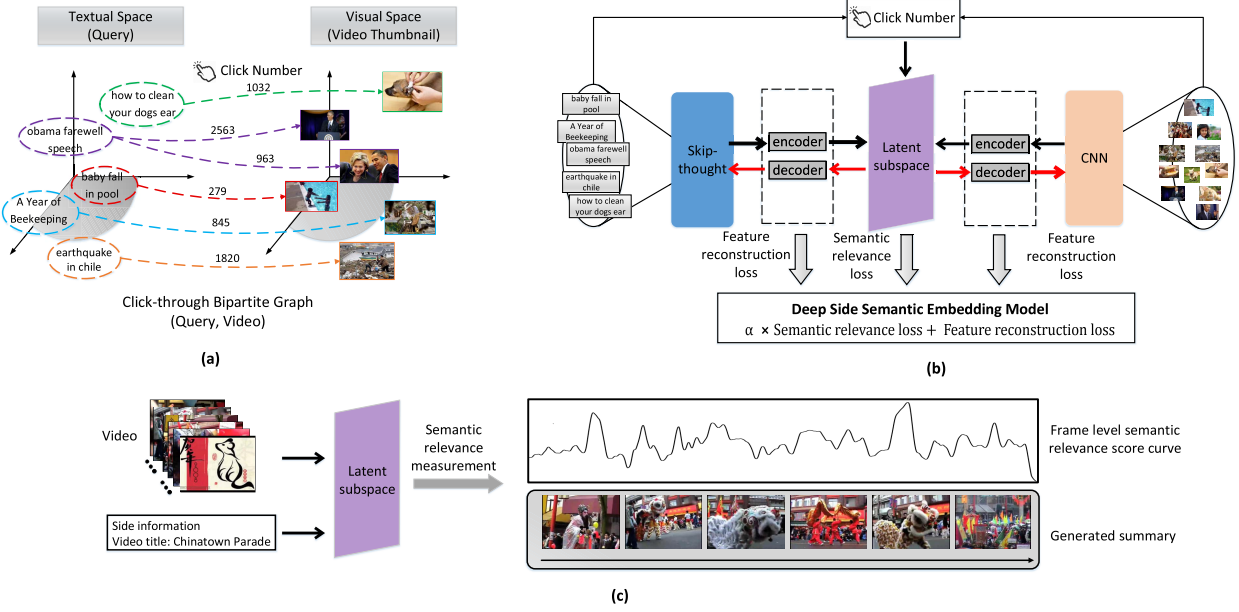 Textual Space
(Query)
Visual Space
(Video Thumbnail)
Click Number
1032
how to clean
your dogs ear
obama farewell
speech
2563
963
baby fall
in pool
279
A Year of
Beekeeping
845
earthquake
in chile
1820
Click-through Bipartite Graph
(Query, Video)
(a)
Click Number
baby fall in
pool
A Year of
Beekeeping
obama farewell
speech
earthquake in
chile
how to clean
your dogs ear
Skip-
thought
encoder
decoder
Latent
subspace
encoder
decoder
CNN
Feature
reconstruction
loss
Semantic
relevance
loss
Feature
reconstruction
loss
Deep Side Semantic Embedding Model
α × Semantic relevance loss + Feature reconstruction loss
(b)
Video
Side information
Video title: Chinatown Parade
Latent
subspace
Semantic
relevance
measurement
Frame level semantic
relevance score curve
Generated summary
(c)